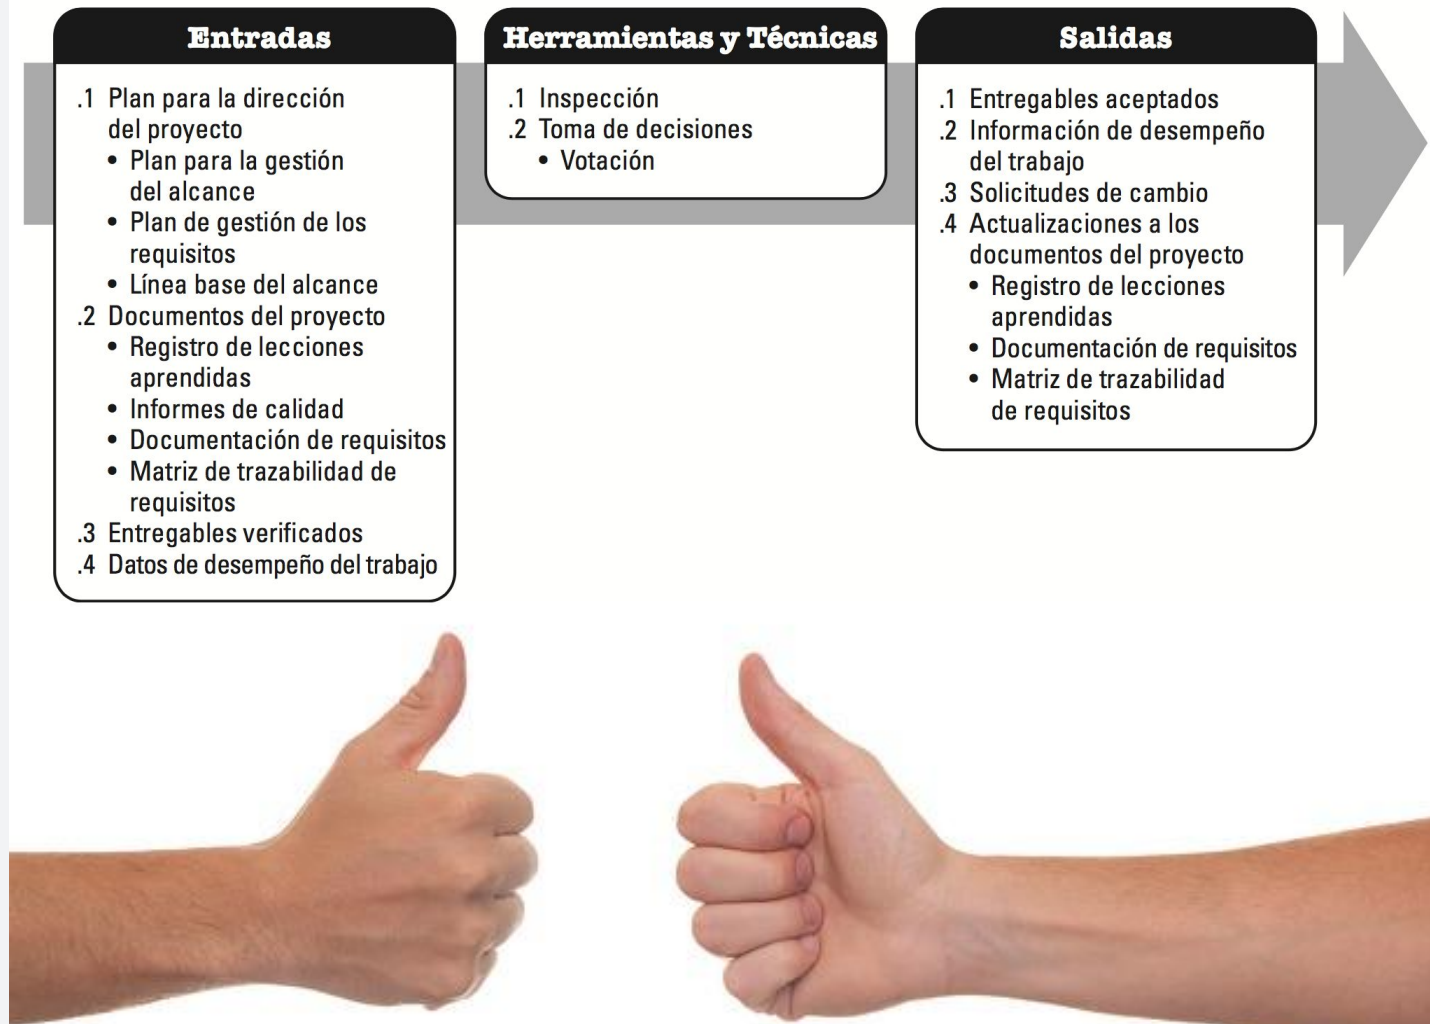 Entradas
.1 Plan para la dirección
del proyecto
• Plan para la gestión
del alcance
• Plan de gestión de los
requisitos
• Línea base del alcance
.2 Documentos del proyecto
• Registro de lecciones
aprendidas
• Informes de calidad
• Documentación de requisitos
• Matriz de trazabilidad de
requisitos
.3 Entregables verificados
.4 Datos de desempeño del trabajo
Herramientas y Técnicas
.1 Inspección
.2 Toma de decisiones
• Votación
Salidas
.1 Entregables aceptados
.2 Información de desempeño
del trabajo
.3 Solicitudes de cambio
.4 Actualizaciones a los
documentos del proyecto
• Registro de lecciones
aprendidas
• Documentación de requisitos
• Matriz de trazabilidad
de requisitos